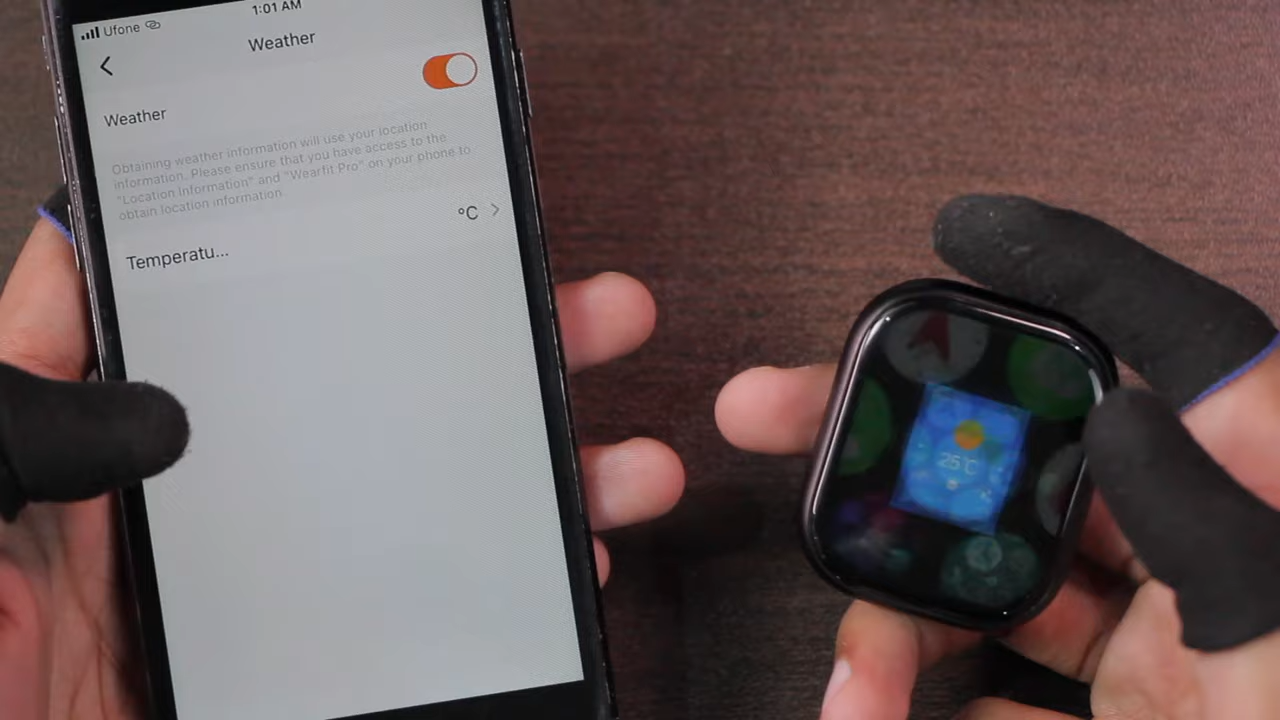 Ufone
1:01 AM
Weather
Weather
Obtaining weather information will use your location
information. Please ensure that you have access to the
"Location Information" and "Wearfit Pro" on your phone to
obtain location information
°C
Temperatu...
25°C